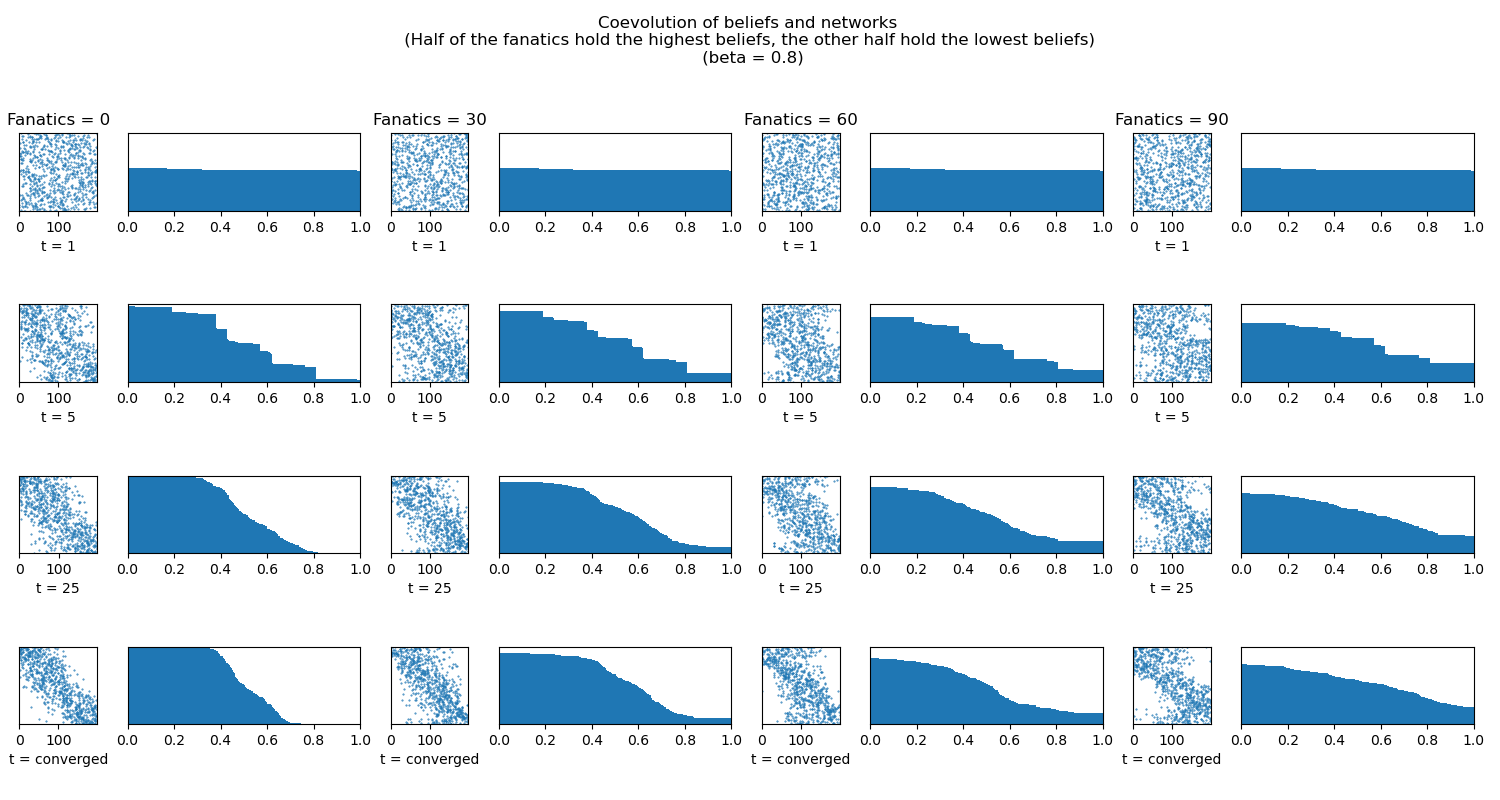 Coevolution of beliefs and networks
(Half of the fanatics hold the highest beliefs, the other half hold the lowest beliefs)
(beta = 0.8)
Fanatics = 0 Fanatics = 30 Fanatics = 60 Fanatics = 90
0 100 0.0 0.2 0.4 0.6 0.8 1.0 0 100 0.0 0.2 0.4 0.6 0.8 1.0 0 100 0.0 0.2 0.4 0.6 0.8 1.0 0 100 0.0 0.2 0.4 0.6 0.8 1.0
t = 1 t = 1 t = 1 t = 1
0 100 0.0 0.2 0.4 0.6 0.8 1.0 0 100 0.0 0.2 0.4 0.6 0.8 1.0 0 100 0.0 0.2 0.4 0.6 0.8 1.0 0 100 0.0 0.2 0.4 0.6 0.8 1.0
t = 5 t = 5 t = 5 t = 5
0 100 0.0 0.2 0.4 0.6 0.8 1.0 0 100 0.0 0.2 0.4 0.6 0.8 1.0 0 100 0.0 0.2 0.4 0.6 0.8 1.0 0 100 0.0 0.2 0.4 0.6 0.8 1.0
t = 25 t = 25 t = 25 t = 25
0 100 0.0 0.2 0.4 0.6 0.8 1.0 0 100 0.0 0.2 0.4 0.6 0.8 1.0 0 100 0.0 0.2 0.4 0.6 0.8 1.0 0 100 0.0 0.2 0.4 0.6 0.8 1.0
t = converged t = converged t = converged t = converged